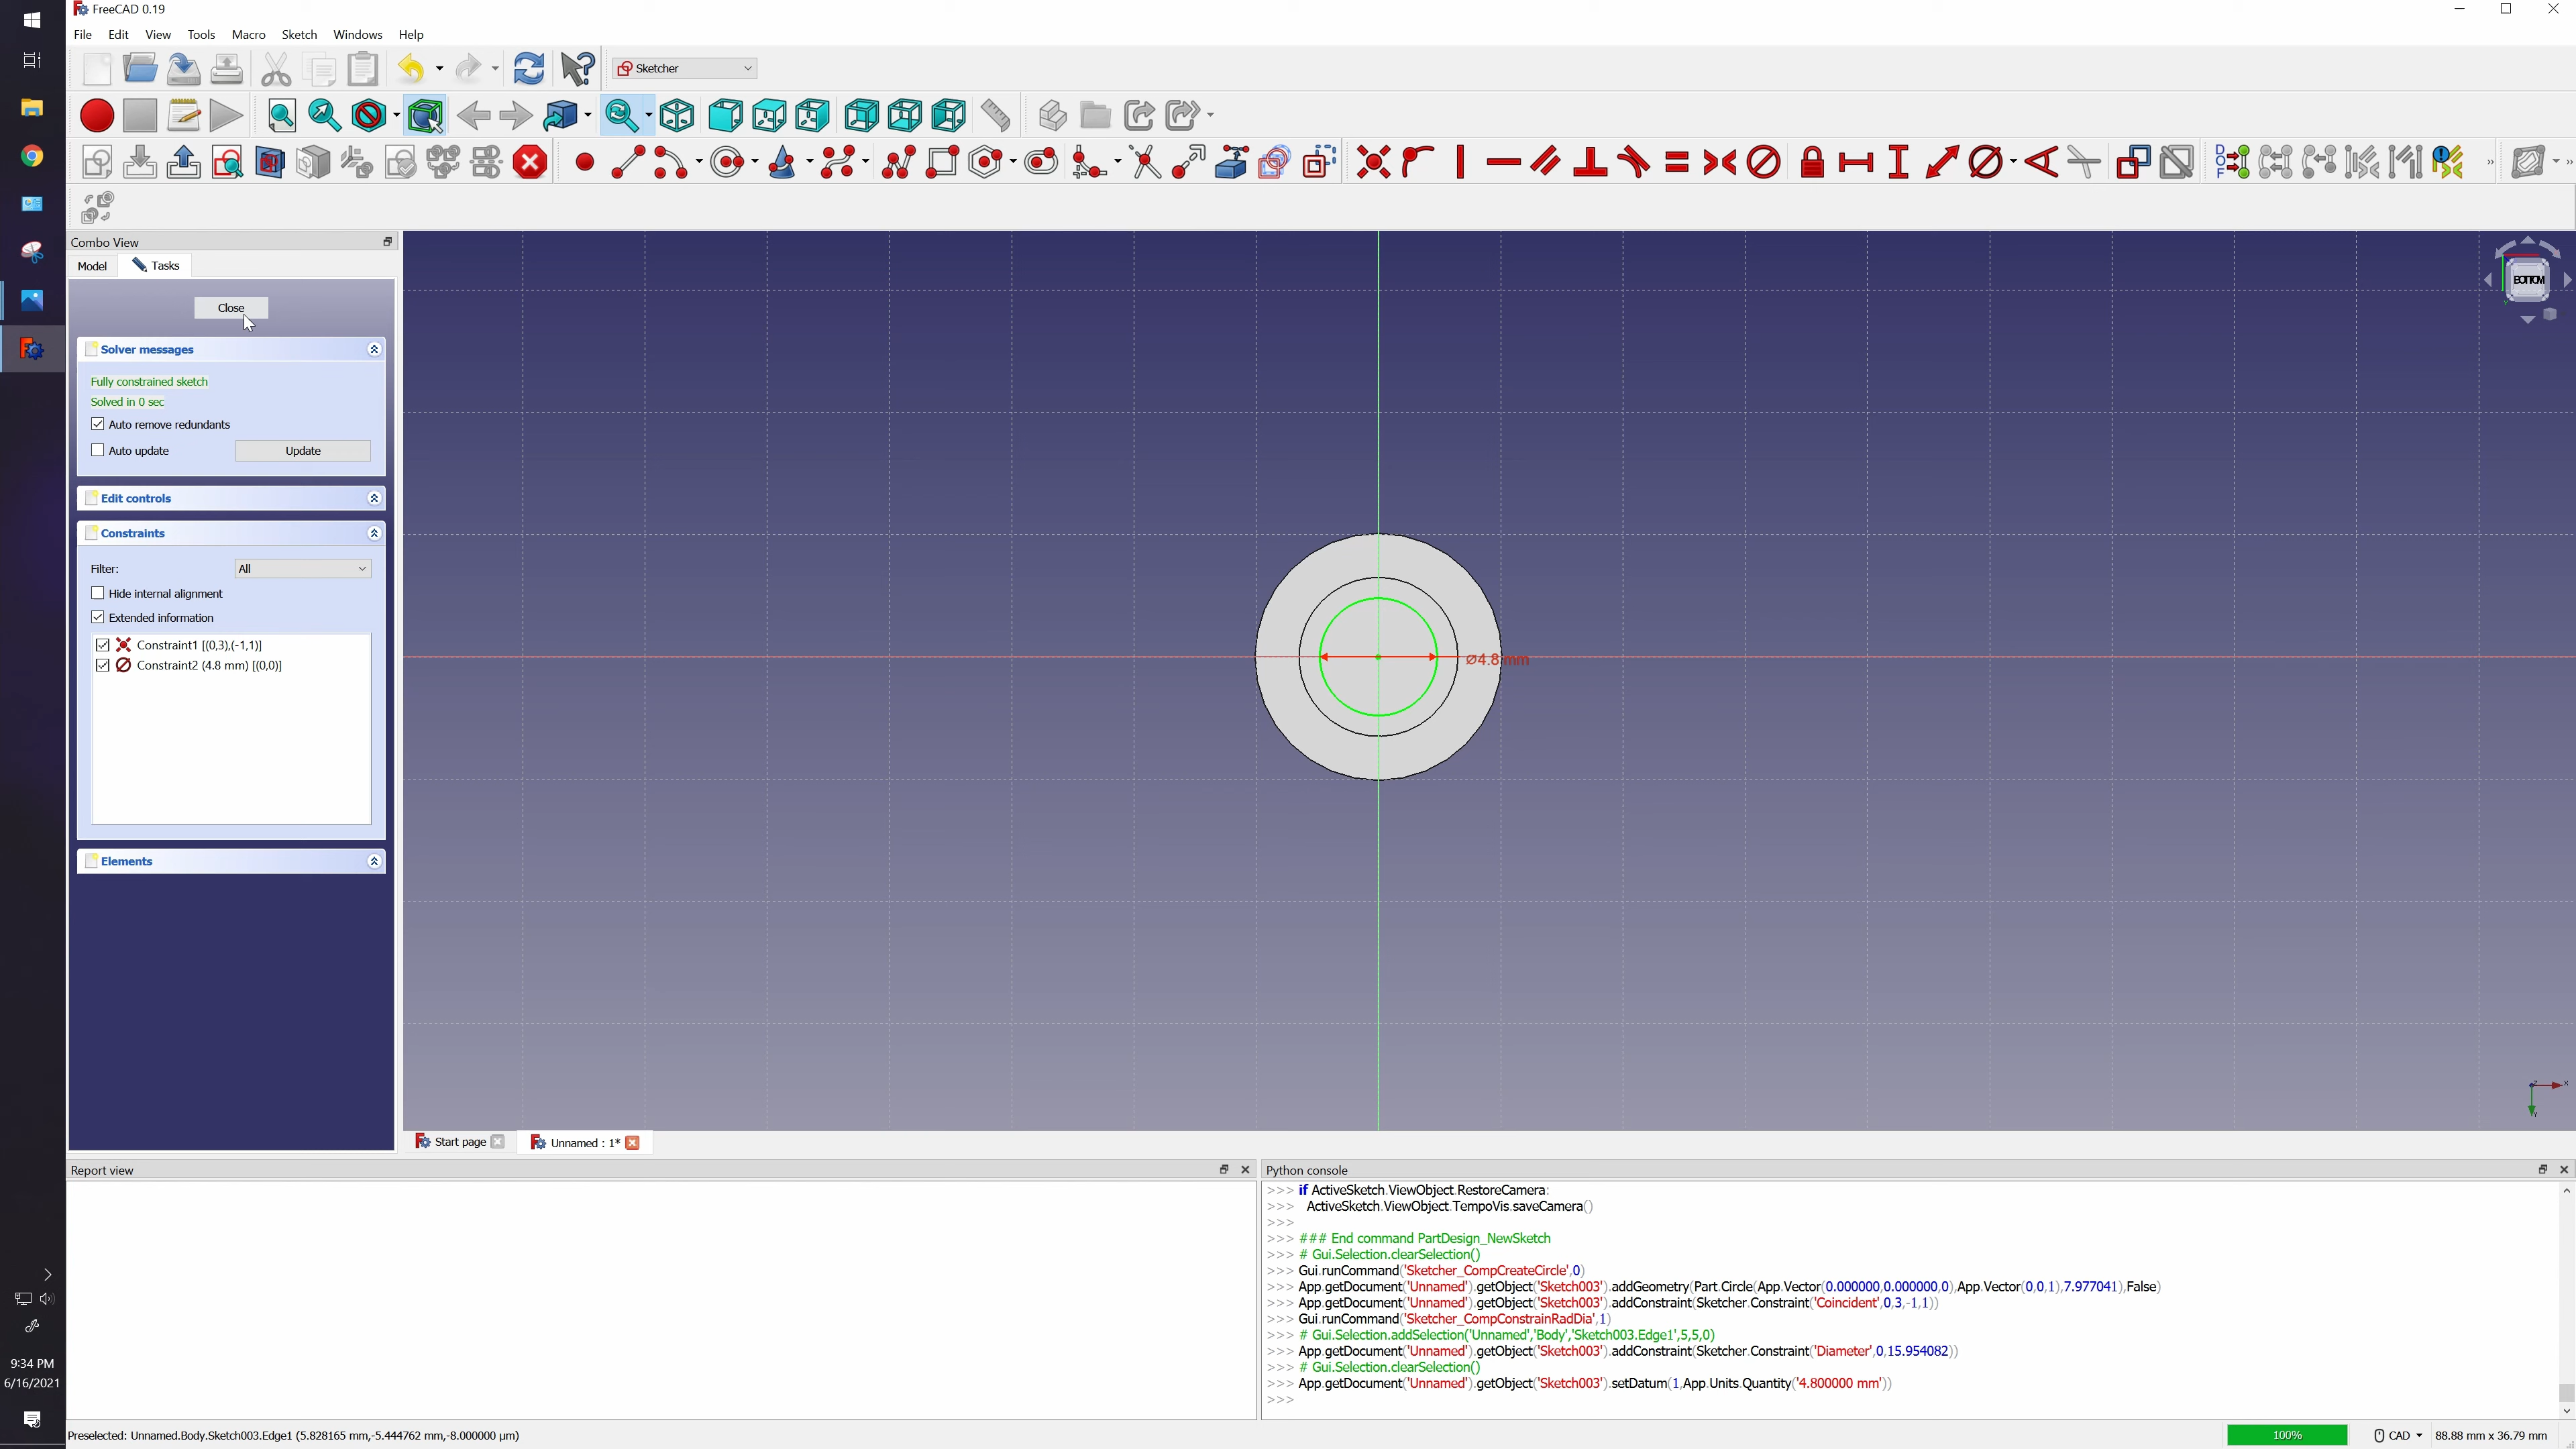 FreeCAD 0.19
File Edit View Tools Macro Sketch Windows Help
Sketcher
Combo View
Model Tasks
Close
Solver messages
Fully constrained sketch
Solved in 0 sec
Auto remove redundants
Auto update Update
Edit controls
Constraints
Filter: All
Hide internal alignment
Extended information
Constraint1 [(0,3),(-1,1)]
Constraint2 (4.8 mm) [(0,0)]
Elements
BOTTOM
⌀4.8 mm
Start page Unnamed : 1*
Report view
Python console
>>> if ActiveSketch.ViewObject.RestoreCamera:
>>>   ActiveSketch.ViewObject.TempoVis.saveCamera()
>>>
>>> ### End command PartDesign_NewSketch
>>> # Gui.Selection.clearSelection()
>>> Gui.runCommand('Sketcher_CompCreateCircle',0)
>>> App.getDocument('Unnamed').getObject('Sketch003').addGeometry(Part.Circle(App.Vector(0.000000,0.000000,0),App.Vector(0,0,1),7.977041),False)
>>> App.getDocument('Unnamed').getObject('Sketch003').addConstraint(Sketcher.Constraint('Coincident',0,3,-1,1))
>>> Gui.runCommand('Sketcher_CompConstrainRadDia',1)
>>> # Gui.Selection.addSelection('Unnamed','Body','Sketch003.Edge1',5,5,0)
>>> App.getDocument('Unnamed').getObject('Sketch003').addConstraint(Sketcher.Constraint('Diameter',0,15.954082))
>>> # Gui.Selection.clearSelection()
>>> App.getDocument('Unnamed').getObject('Sketch003').setDatum(1,App.Units.Quantity('4.800000 mm'))
>>>
9:34 PM
6/16/2021
Preselected: Unnamed.Body.Sketch003.Edge1 (5.828165 mm,-5.444762 mm,-8.000000 µm)
100% CAD 88.88 mm x 36.79 mm